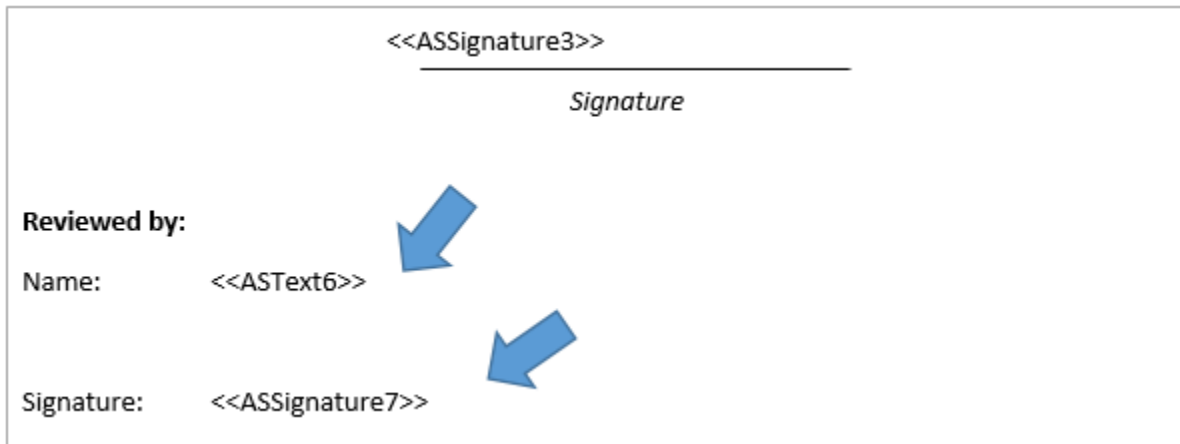 <<ASSignature3>>
Signature
Reviewed by:
Name: <<ASText6>>
Signature: <<ASSignature7>>